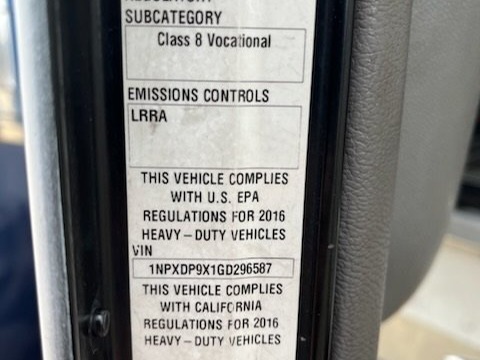 REGULATORY
SUBCATEGORY
Class 8 Vocational
EMISSIONS CONTROLS
LRRA
THIS VEHICLE COMPLIES
WITH U.S. EPA
REGULATIONS FOR 2016
HEAVY-DUTY VEHICLES
VIN
1NPXDP9X1GD296587
THIS VEHICLE COMPLIES
WITH CALIFORNIA
REGULATIONS FOR 2016
HEAVY-DUTY VEHICLES